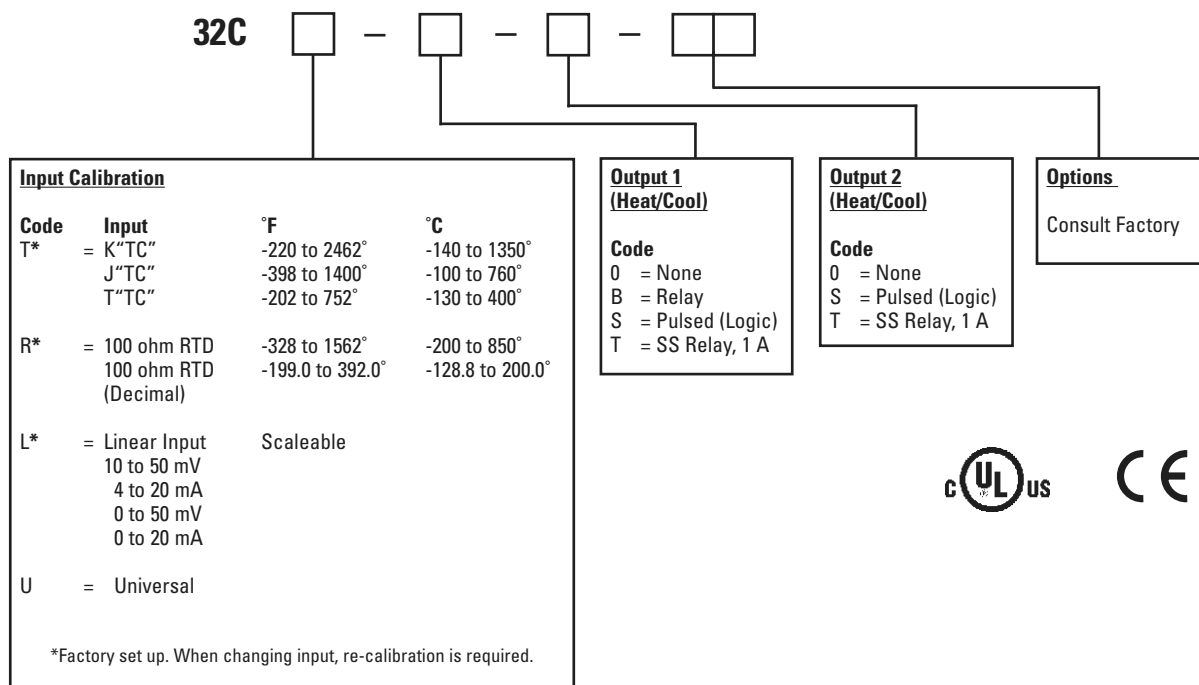 32C – – –
Input Calibration
Code Input °F °C
T* = K“TC” -220 to 2462° -140 to 1350°
J“TC” -398 to 1400° -100 to 760°
T“TC” -202 to 752° -130 to 400°
R* = 100 ohm RTD -328 to 1562° -200 to 850°
100 ohm RTD -199.0 to 392.0° -128.8 to 200.0°
(Decimal)
L* = Linear Input Scaleable
10 to 50 mV
4 to 20 mA
0 to 50 mV
0 to 20 mA
U = Universal
*Factory set up. When changing input, re-calibration is required.
Output 1
(Heat/Cool)
Code
0 = None
B = Relay
S = Pulsed (Logic)
T = SS Relay, 1 A
Output 2
(Heat/Cool)
Code
0 = None
S = Pulsed (Logic)
T = SS Relay, 1 A
Options
Consult Factory
C UL ® US
CE